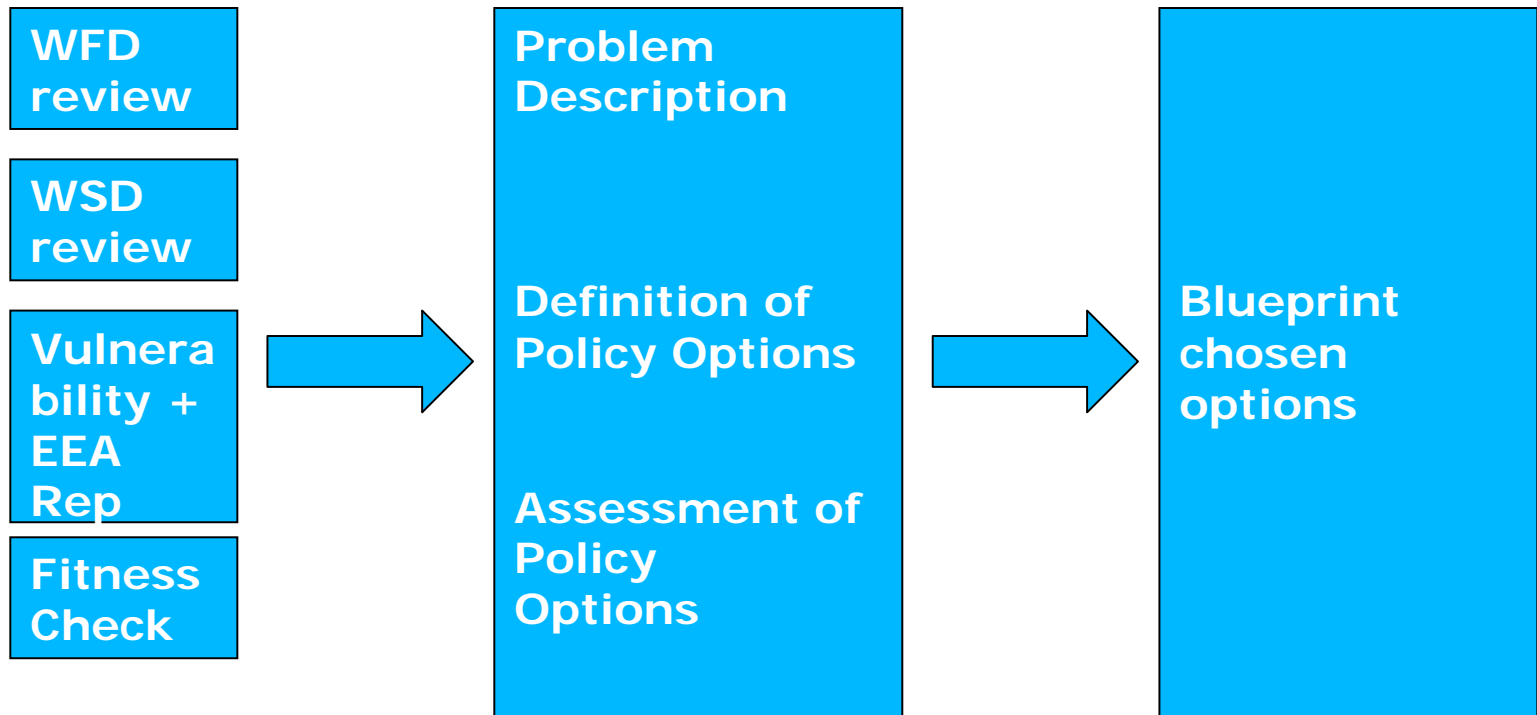 WFD
review
WSD
review
Vulnera
bility +
EEA
Rep
Fitness
Check
Problem
Description
Definition of
Policy Options
Assessment of
Policy
Options
Blueprint
chosen
options